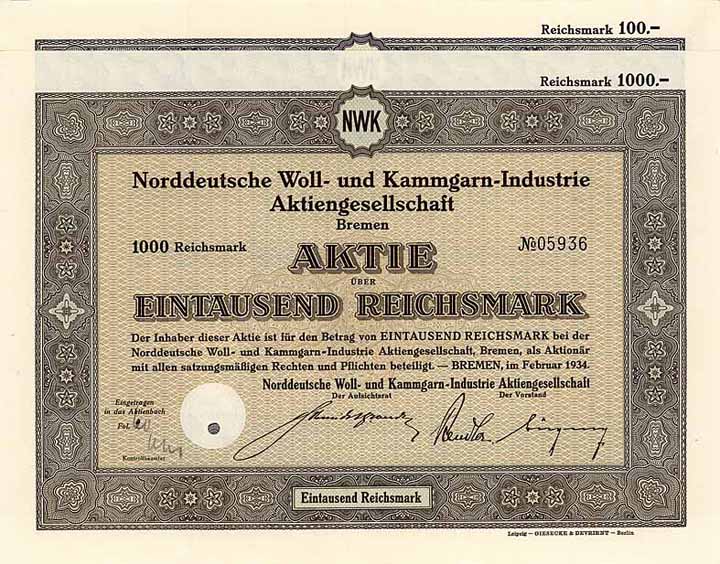 Reichsmark 100.–
Reichsmark 1000.–
NWK
Norddeutsche Woll- und Kammgarn-Industrie
Aktiengesellschaft
Bremen
1000 Reichsmark
№05936
AKTIE
ÜBER
EINTAUSEND REICHSMARK
Der Inhaber dieser Aktie ist für den Betrag von EINTAUSEND REICHSMARK bei der
Norddeutsche Woll- und Kammgarn-Industrie Aktiengesellschaft, Bremen, als Aktionär
mit allen satzungsmäßigen Rechten und Pflichten beteiligt. — BREMEN, im Februar 1934.
Norddeutsche Woll- und Kammgarn-Industrie Aktiengesellschaft
Der Aufsichtsrat
Der Vorstand
Eingetragen
in das Aktienbuch
Fol.
Kontrollbeamter
Eintausend Reichsmark
Leipzig – GIESECKE & DEVRIENT – Berlin